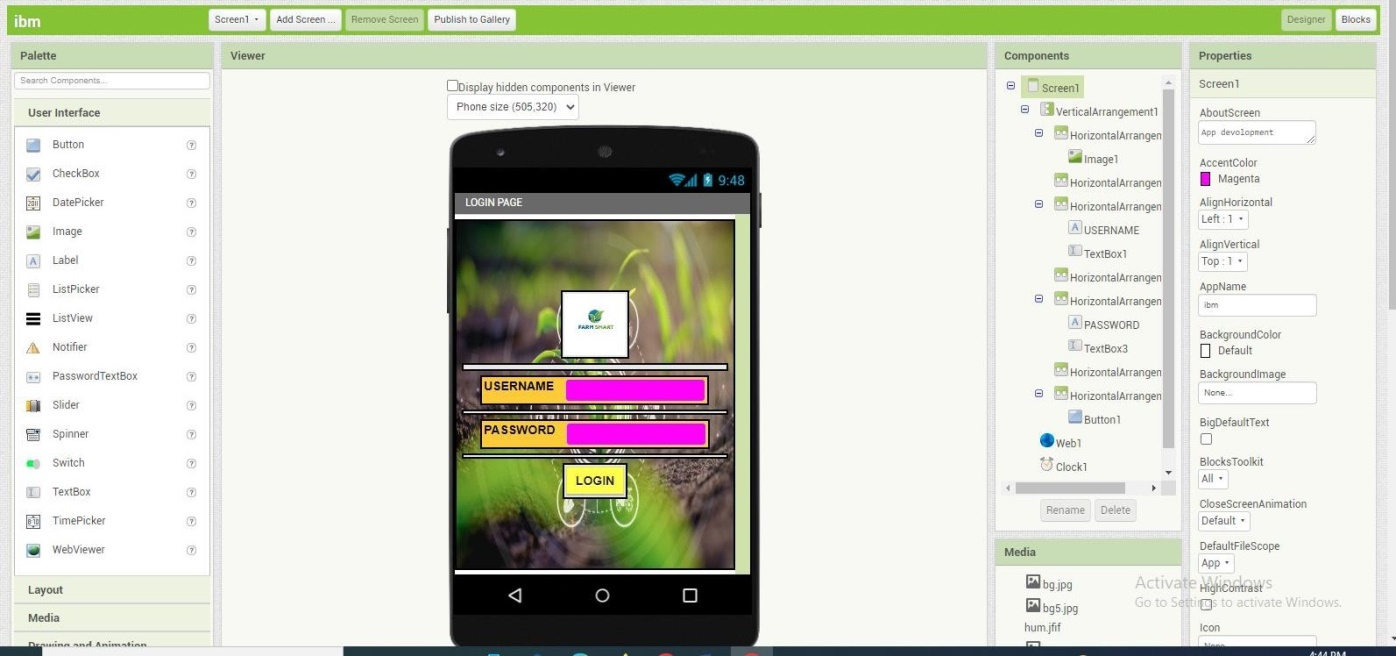 ibm
Screen1
Add Screen ...
Remove Screen
Publish to Gallery
Designer
Blocks
Palette
Search Components...
User Interface
Button
CheckBox
DatePicker
Image
Label
ListPicker
ListView
Notifier
PasswordTextBox
Slider
Spinner
Switch
TextBox
TimePicker
WebViewer
Layout
Media
Drawing and Animation
Viewer
Display hidden components in Viewer
Phone size (505,320)
9:48
LOGIN PAGE
FARM SMART
USERNAME
PASSWORD
LOGIN
Components
Screen1
VerticalArrangement1
HorizontalArrangen
Image1
HorizontalArrangen
HorizontalArrangen
USERNAME
TextBox1
HorizontalArrangen
HorizontalArrangen
PASSWORD
TextBox3
HorizontalArrangen
HorizontalArrangen
Button1
Web1
Clock1
Rename
Delete
Media
bg.jpg
bg5.jpg
hum.jfif
Properties
Screen1
AboutScreen
App devolopment
AccentColor
Magenta
AlignHorizontal
Left : 1
AlignVertical
Top : 1
AppName
ibm
BackgroundColor
Default
BackgroundImage
None...
BigDefaultText
BlocksToolkit
All
CloseScreenAnimation
Default
DefaultFileScope
App
HighContrast
Icon
None...
Activate Windows
Go to Settings to activate Windows.
4:44 PM